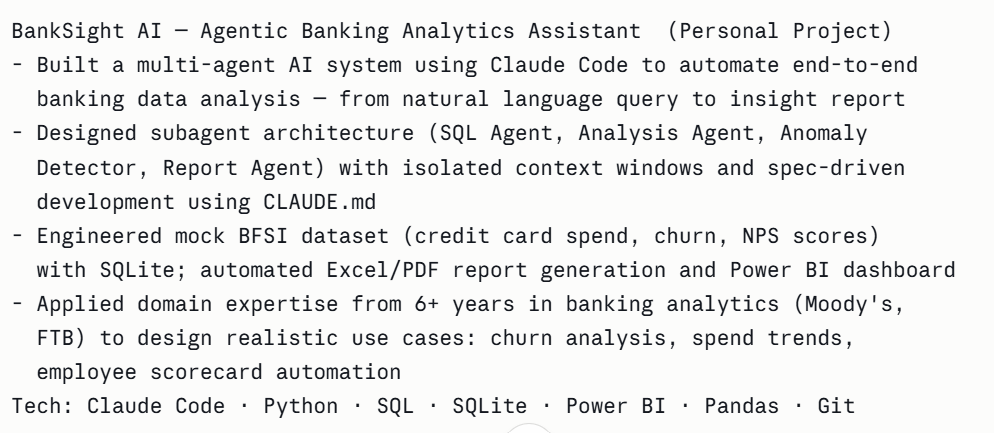 BankSight AI — Agentic Banking Analytics Assistant  (Personal Project)
- Built a multi-agent AI system using Claude Code to automate end-to-end
  banking data analysis — from natural language query to insight report
- Designed subagent architecture (SQL Agent, Analysis Agent, Anomaly
  Detector, Report Agent) with isolated context windows and spec-driven
  development using CLAUDE.md
- Engineered mock BFSI dataset (credit card spend, churn, NPS scores)
  with SQLite; automated Excel/PDF report generation and Power BI dashboard
- Applied domain expertise from 6+ years in banking analytics (Moody's,
  FTB) to design realistic use cases: churn analysis, spend trends,
  employee scorecard automation
Tech: Claude Code · Python · SQL · SQLite · Power BI · Pandas · Git